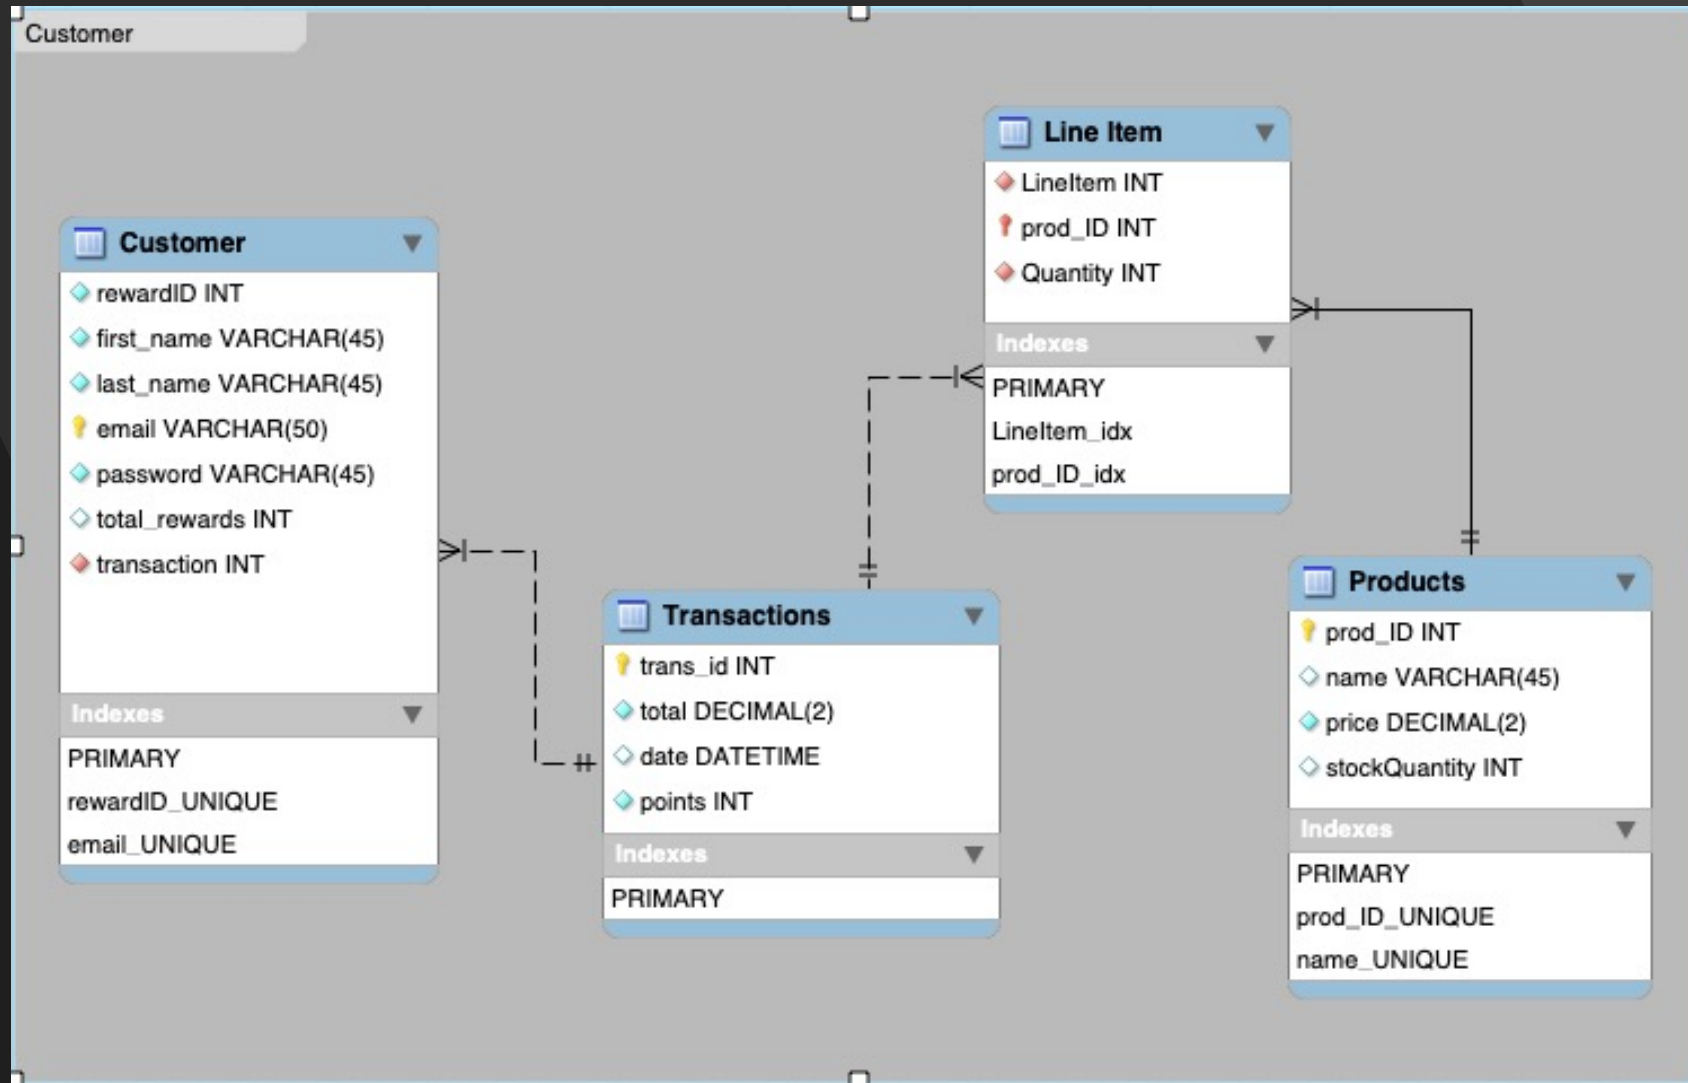 Customer
Customer
rewardID INT
first_name VARCHAR(45)
last_name VARCHAR(45)
email VARCHAR(50)
password VARCHAR(45)
total_rewards INT
transaction INT
Indexes
PRIMARY
rewardID_UNIQUE
email_UNIQUE
Transactions
trans_id INT
total DECIMAL(2)
date DATETIME
points INT
Indexes
PRIMARY
Line Item
LineItem INT
prod_ID INT
Quantity INT
Indexes
PRIMARY
LineItem_idx
prod_ID_idx
Products
prod_ID INT
name VARCHAR(45)
price DECIMAL(2)
stockQuantity INT
Indexes
PRIMARY
prod_ID_UNIQUE
name_UNIQUE